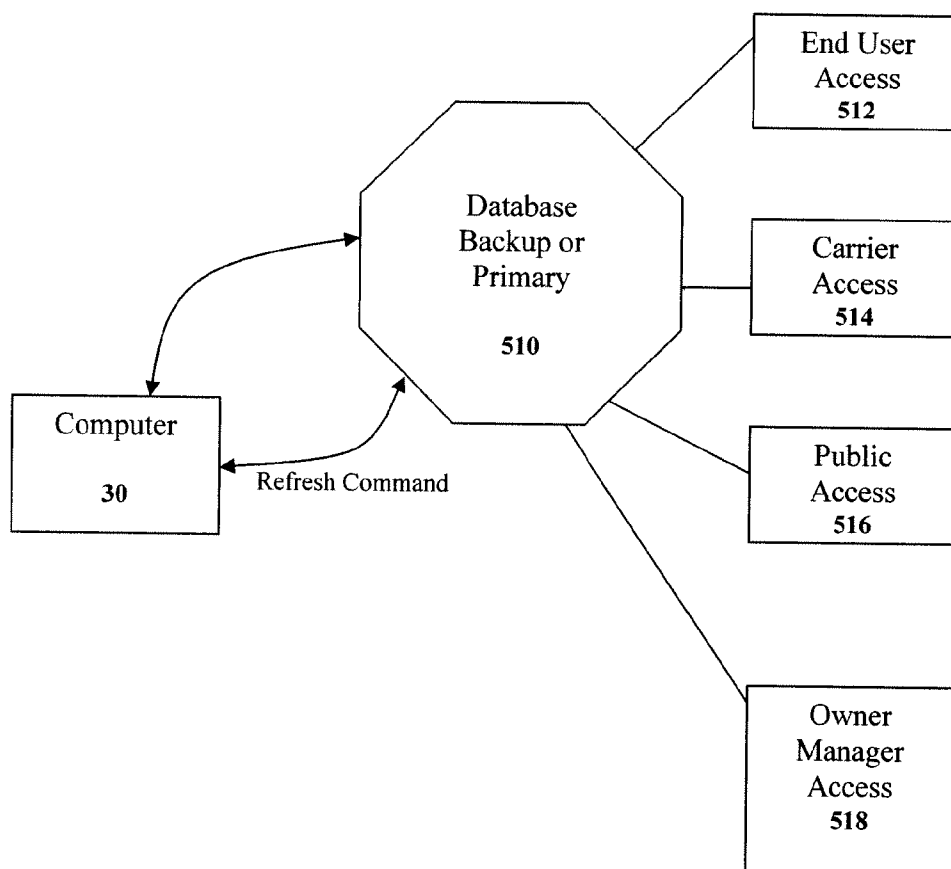 End User
Access
512
Database
Backup or
Primary
510
Carrier
Access
514
Computer
30
Refresh Command
Public
Access
516
Owner
Manager
Access
518